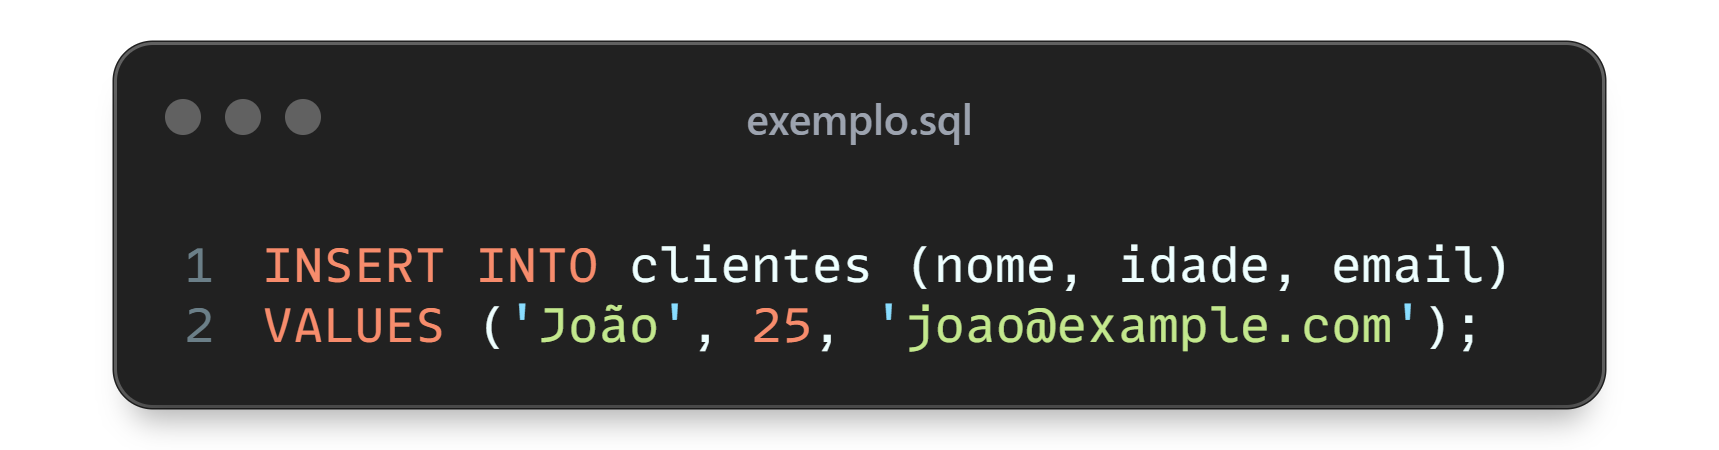 exemplo.sql
1 INSERT INTO clientes (nome, idade, email)
2 VALUES ('João', 25, 'joao@example.com');